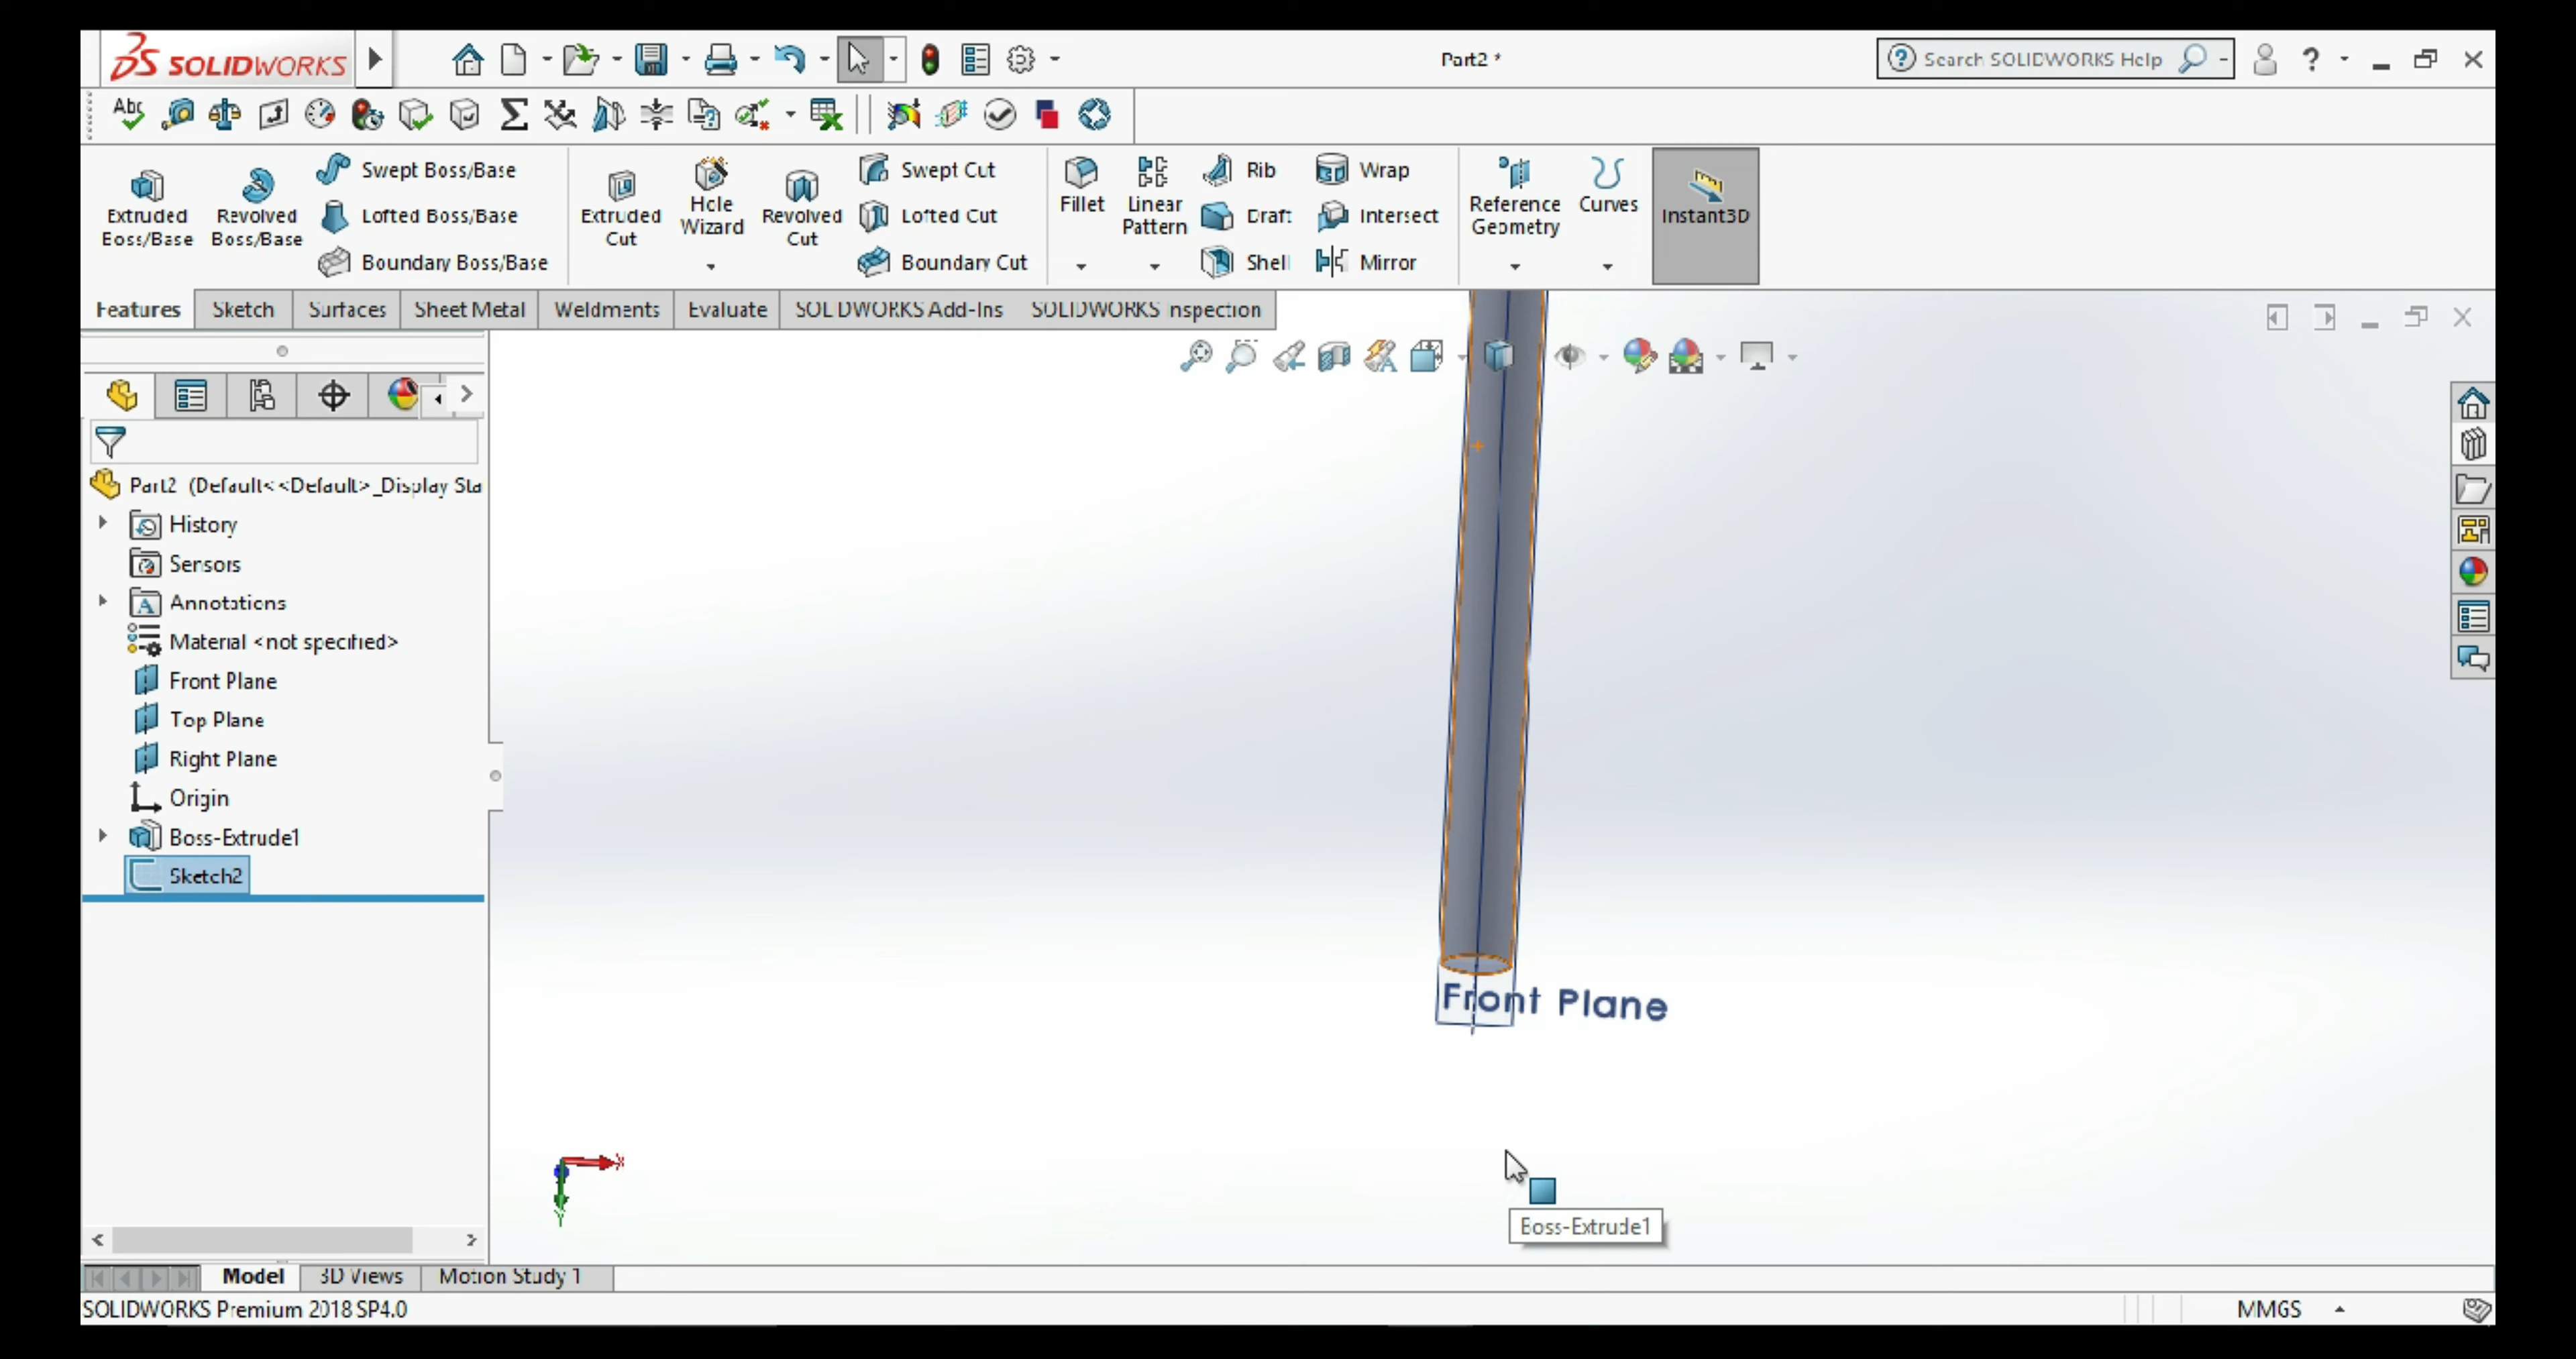 SOLIDWORKS
Part2 *
Search SOLIDWORKS Help
Abc
Extruded Boss/Base
Revolved Boss/Base
Swept Boss/Base
Lofted Boss/Base
Boundary Boss/Base
Extruded Cut
Hole Wizard
Revolved Cut
Swept Cut
Lofted Cut
Boundary Cut
Fillet
Linear Pattern
Rib
Draft
Shell
Wrap
Intersect
Mirror
Reference Geometry
Curves
Instant3D
Features Sketch Surfaces Sheet Metal Weldments Evaluate SOLIDWORKS Add-Ins SOLIDWORKS Inspection
Part2 (Default<<Default>_Display Sta
History
Sensors
Annotations
Material <not specified>
Front Plane
Top Plane
Right Plane
Origin
Boss-Extrude1
Sketch2
Front Plane
X
Y
Boss-Extrude1
Model 3D Views Motion Study 1
SOLIDWORKS Premium 2018 SP4.0
MMGS